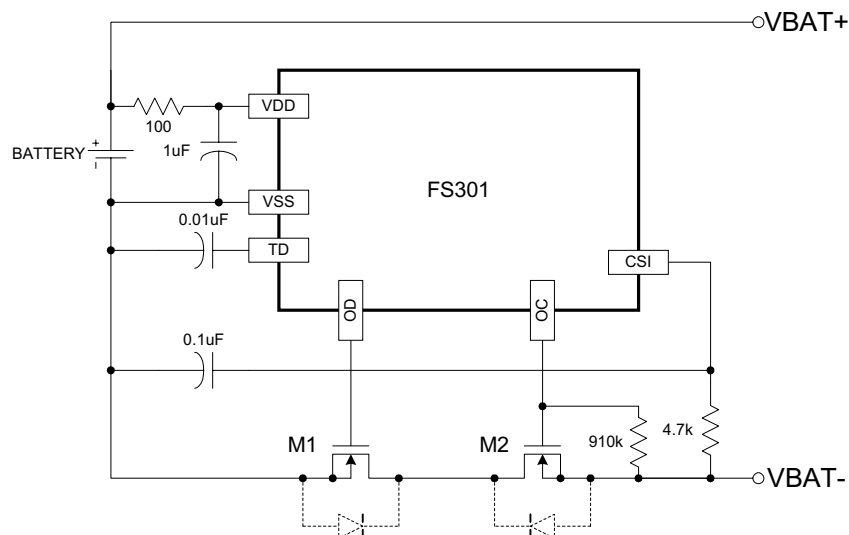 VBAT+
VDD
100
1uF
BATTERY
+
-
FS301
VSS
0.01uF
TD
CSI
OD
OC
0.1uF
M1
M2
910k
4.7k
VBAT-